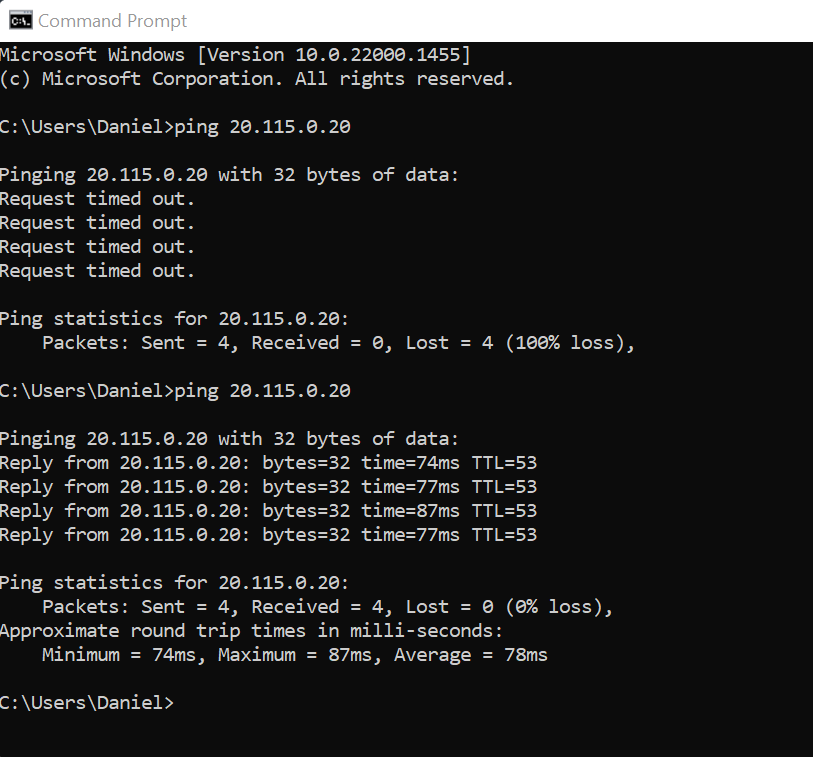 Command Prompt
Microsoft Windows [Version 10.0.22000.1455]
(c) Microsoft Corporation. All rights reserved.
C:\Users\Daniel>ping 20.115.0.20
Pinging 20.115.0.20 with 32 bytes of data:
Request timed out.
Request timed out.
Request timed out.
Request timed out.
Ping statistics for 20.115.0.20:
    Packets: Sent = 4, Received = 0, Lost = 4 (100% loss),
C:\Users\Daniel>ping 20.115.0.20
Pinging 20.115.0.20 with 32 bytes of data:
Reply from 20.115.0.20: bytes=32 time=74ms TTL=53
Reply from 20.115.0.20: bytes=32 time=77ms TTL=53
Reply from 20.115.0.20: bytes=32 time=87ms TTL=53
Reply from 20.115.0.20: bytes=32 time=77ms TTL=53
Ping statistics for 20.115.0.20:
    Packets: Sent = 4, Received = 4, Lost = 0 (0% loss),
Approximate round trip times in milli-seconds:
    Minimum = 74ms, Maximum = 87ms, Average = 78ms
C:\Users\Daniel>